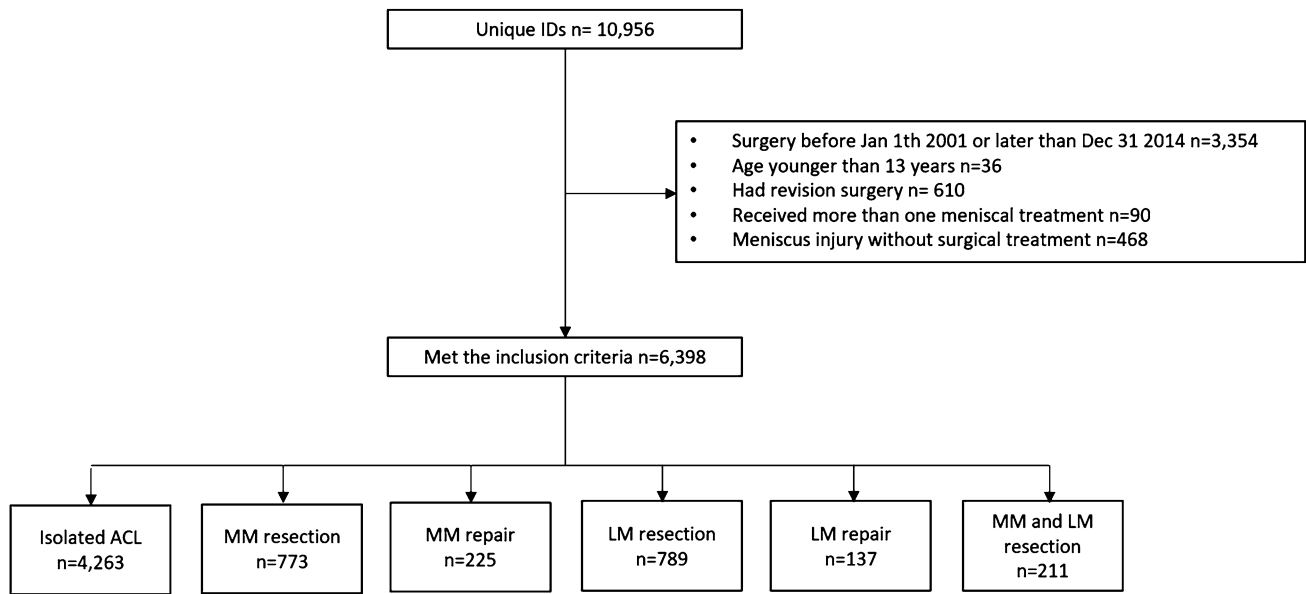 Unique IDs n= 10,956
• Surgery before Jan 1th 2001 or later than Dec 31 2014 n=3,354
• Age younger than 13 years n=36
• Had revision surgery n= 610
• Received more than one meniscal treatment n=90
• Meniscus injury without surgical treatment n=468
Met the inclusion criteria n=6,398
Isolated ACL
n=4,263
MM resection
n=773
MM repair
n=225
LM resection
n=789
LM repair
n=137
MM and LM
resection
n=211